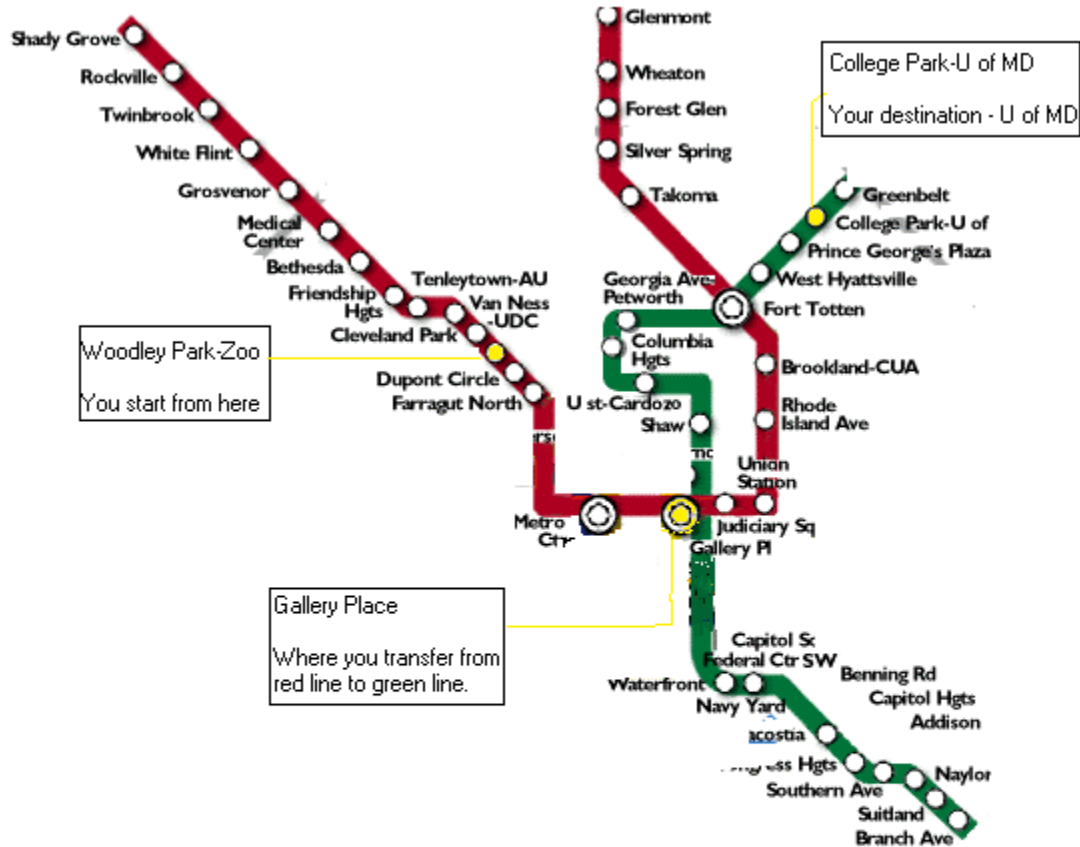 Shady Grove
Rockville
Twinbrook
White Flint
Grosvenor
Medical
Center
Bethesda
Friendship
Hgts
Tenleytown-AU
Van Ness
-UDC
Cleveland Park
Woodley Park-Zoo
You start from here
Dupont Circle
Farragut North
Metro
Ctr
Glenmont
Wheaton
Forest Glen
Silver Spring
Takoma
College Park-U of MD
Your destination - U of MD
Greenbelt
College Park-U of
Prince George's Plaza
West Hyattsville
Fort Totten
Georgia Ave-
Petworth
Columbia
Hgts
U st-Cardozo
Shaw
Brookland-CUA
Rhode
Island Ave
Union
Station
Judiciary Sq
Gallery Pl
Gallery Place
Where you transfer from
red line to green line.
Capitol
Federal Ctr SW
Waterfront
Navy Yard
Benning Rd
Capitol Hgts
Addison
acostia
ess Hgts
Southern Ave
Naylor
Suitland
Branch Ave